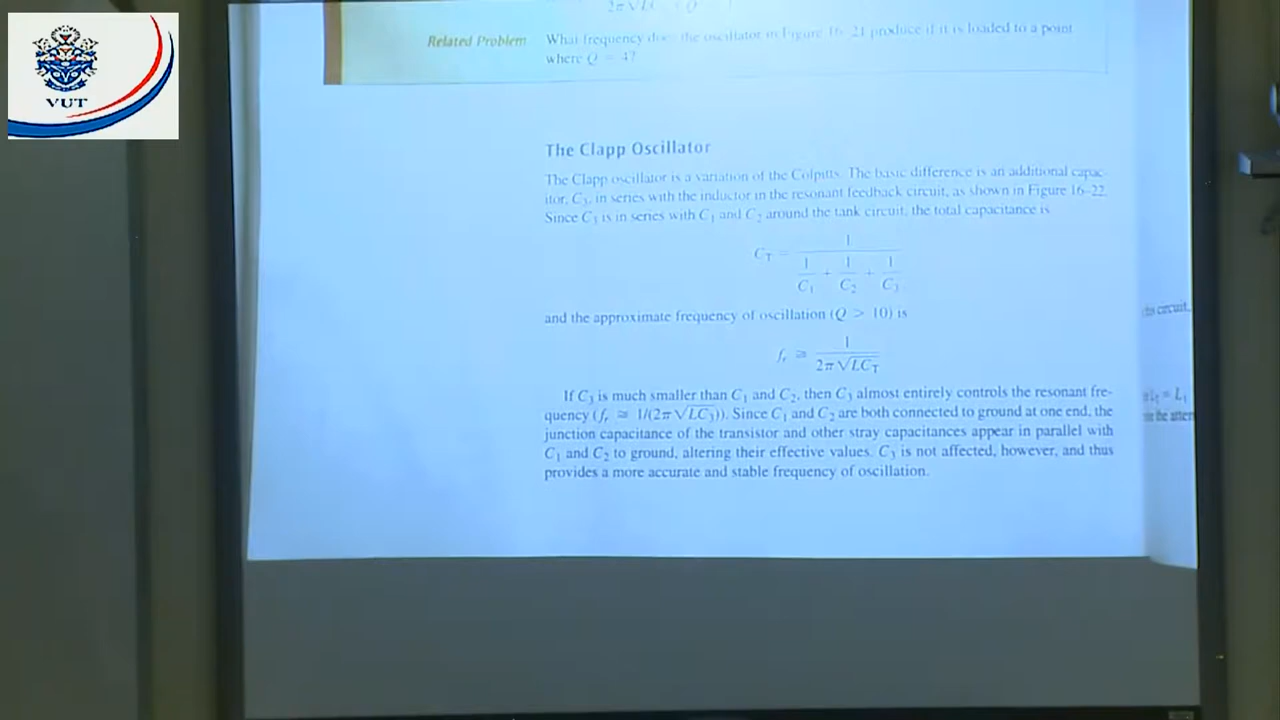 VUT
2π√LC
Related Problem What frequency does the oscillator in Figure 16–21 produce if it is loaded to a point
where Q = 4?
The Clapp Oscillator
The Clapp oscillator is a variation of the Colpitts. The basic difference is an additional capac-
itor, C3, in series with the inductor in the resonant feedback circuit, as shown in Figure 16–22.
Since C3 is in series with C1 and C2 around the tank circuit, the total capacitance is
CT = 1 / (1/C1 + 1/C2 + 1/C3)
and the approximate frequency of oscillation (Q > 10) is
fr ≅ 1 / (2π√LCT)
If C3 is much smaller than C1 and C2, then C3 almost entirely controls the resonant fre-
quency (fr ≅ 1/(2π√LC3)). Since C1 and C2 are both connected to ground at one end, the
junction capacitance of the transistor and other stray capacitances appear in parallel with
C1 and C2 to ground, altering their effective values. C3 is not affected, however, and thus
provides a more accurate and stable frequency of oscillation.
circuit.
= L1